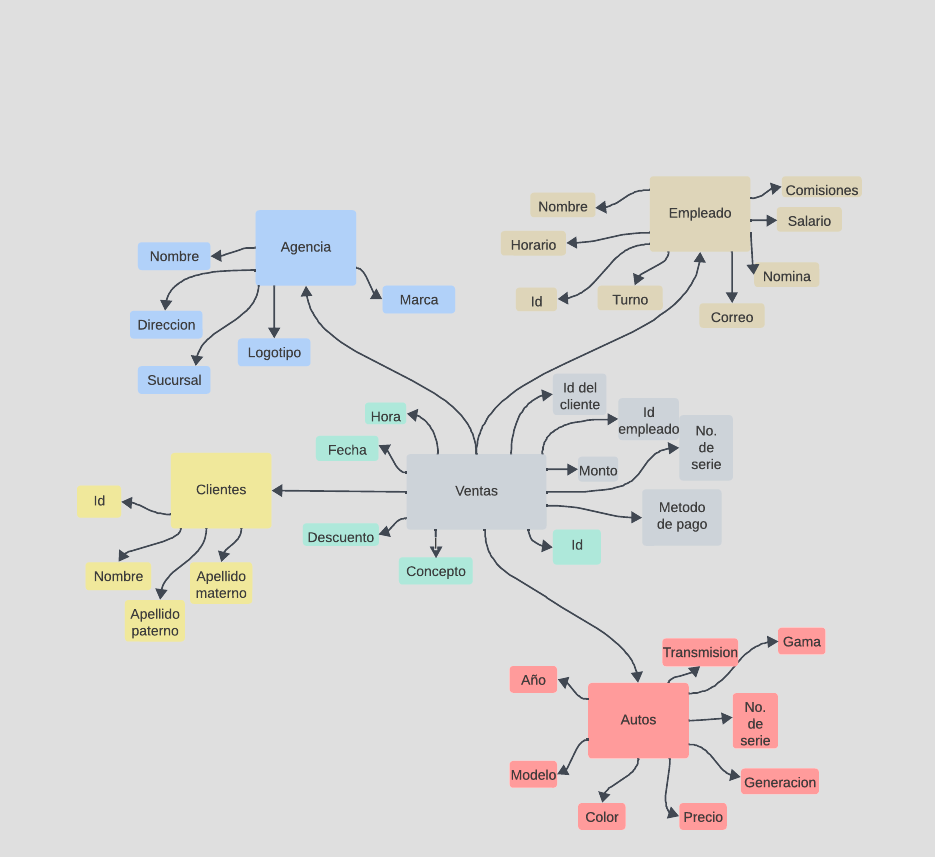 Agencia
Nombre
Direccion
Sucursal
Logotipo
Marca
Empleado
Nombre
Horario
Id
Turno
Correo
Nomina
Salario
Comisiones
Ventas
Hora
Fecha
Descuento
Concepto
Id
Id del
cliente
Id
empleado
No.
de
serie
Monto
Metodo
de pago
Clientes
Id
Nombre
Apellido
paterno
Apellido
materno
Autos
Año
Modelo
Color
Precio
Generacion
No.
de
serie
Transmision
Gama